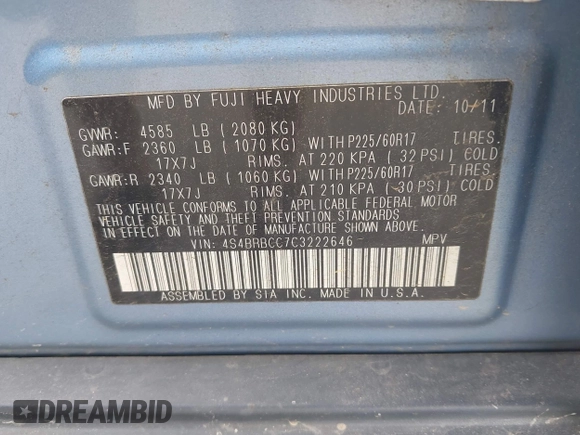 MFD BY FUJI HEAVY INDUSTRIES LTD.
DATE: 10/11
GVWR: 4585 LB (2080 KG)
GAWR:F 2360 LB (1070 KG) WITH P225/60R17 TIRES.
17X7J RIMS. AT 220 KPA (32 PSI) COLD
GAWR:R 2340 LB (1060 KG) WITH P225/60R17 TIRES.
17X7J RIMS. AT 210 KPA (30 PSI) COLD
THIS VEHICLE CONFORMS TO ALL APPLICABLE FEDERAL MOTOR
VEHICLE SAFETY AND THEFT PREVENTION STANDARDS
IN EFFECT ON THE DATE OF MANUFACTURE SHOWN ABOVE.
VIN: 4S4BRBCC7C3222646 MPV
ASSEMBLED BY SIA INC. MADE IN U.S.A.
DREAMBID